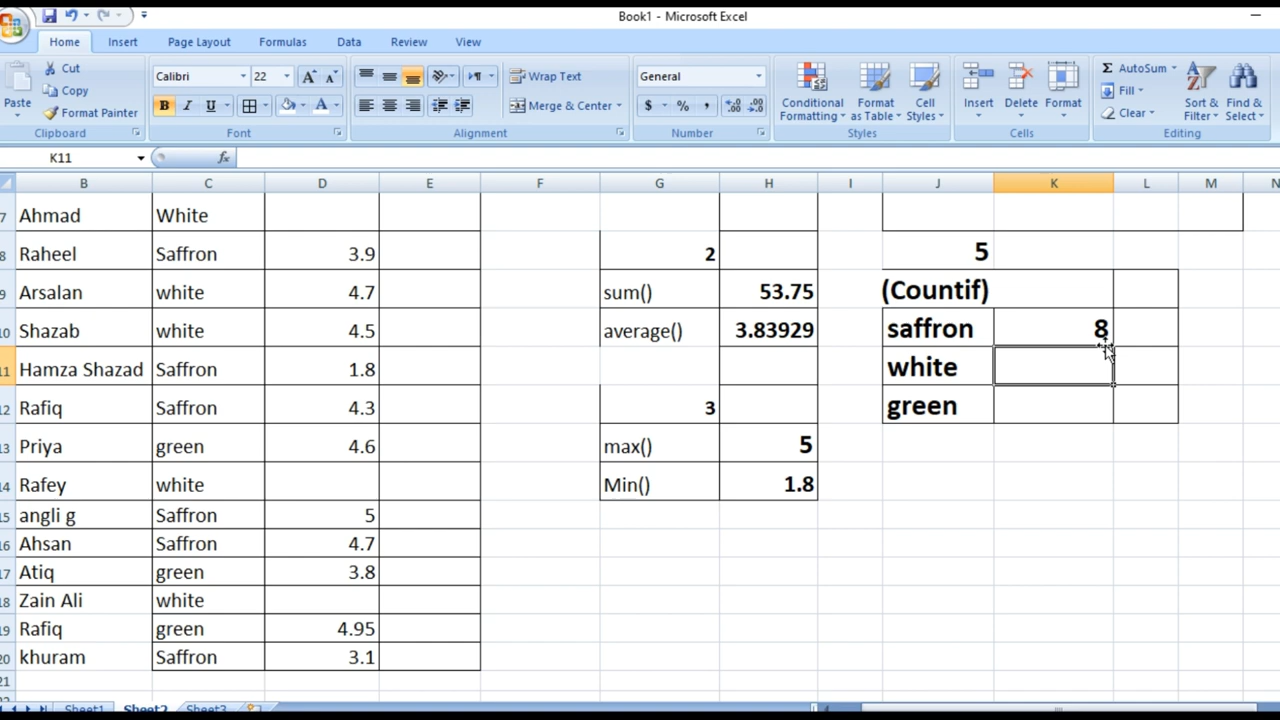 Book1 - Microsoft Excel
Home Insert Page Layout Formulas Data Review View
Paste
Cut
Copy
Format Painter
Clipboard
Calibri 22
B I U
Font
Wrap Text
Merge & Center
Alignment
General
$ % ,
Number
Conditional Formatting
Format as Table
Cell Styles
Styles
Insert Delete Format
Cells
Σ AutoSum
Fill
Clear
Sort & Filter
Find & Select
Editing
K11 fx
B C D E F G H I J K L M N
7 Ahmad White
8 Raheel Saffron 3.9 2 5
9 Arsalan white 4.7 sum() 53.75 (Countif)
10 Shazab white 4.5 average() 3.83929 saffron 8
11 Hamza Shazad Saffron 1.8 white
12 Rafiq Saffron 4.3 3 green
13 Priya green 4.6 max() 5
14 Rafey white Min() 1.8
15 angli g Saffron 5
16 Ahsan Saffron 4.7
17 Atiq green 3.8
18 Zain Ali white
19 Rafiq green 4.95
20 khuram Saffron 3.1
21
Sheet1 Sheet2 Sheet3